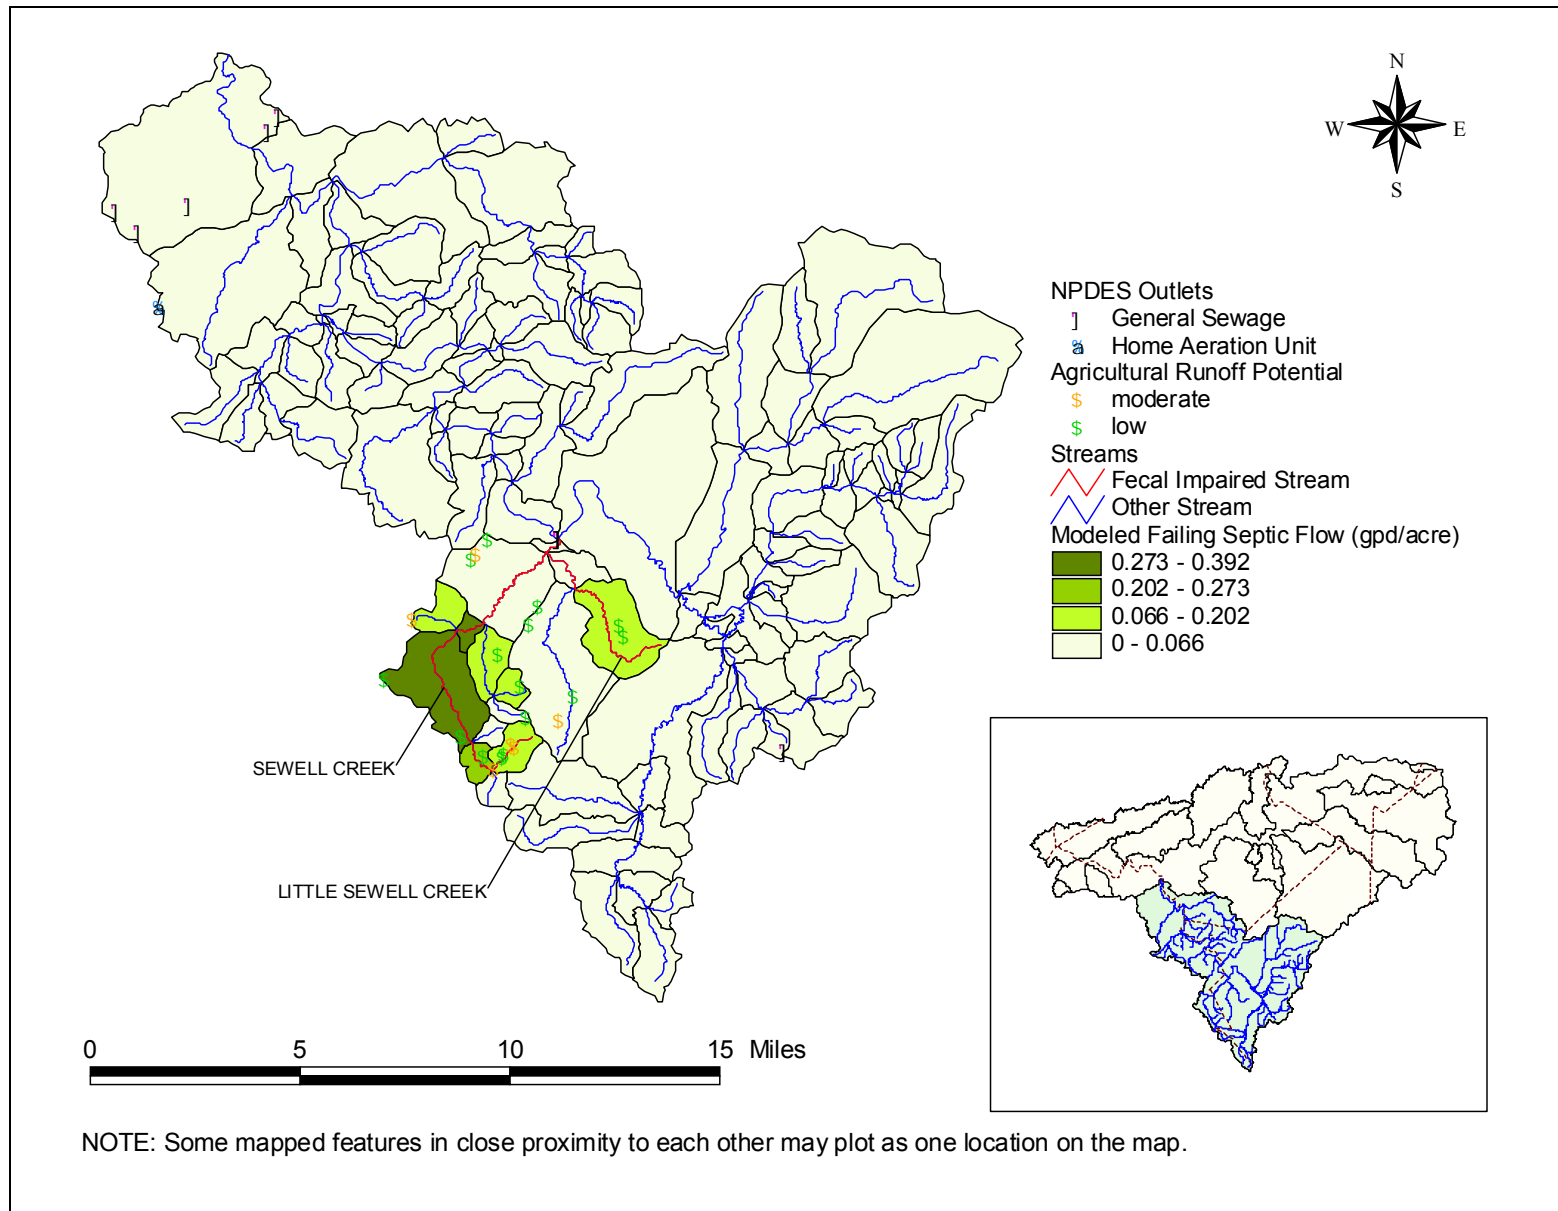 N
W E
S
NPDES Outlets
General Sewage
Home Aeration Unit
Agricultural Runoff Potential
$ moderate
$ low
Streams
Fecal Impaired Stream
Other Stream
Modeled Failing Septic Flow (gpd/acre)
0.273 - 0.392
0.202 - 0.273
0.066 - 0.202
0 - 0.066
SEWELL CREEK
LITTLE SEWELL CREEK
0 5 10 15 Miles
NOTE: Some mapped features in close proximity to each other may plot as one location on the map.